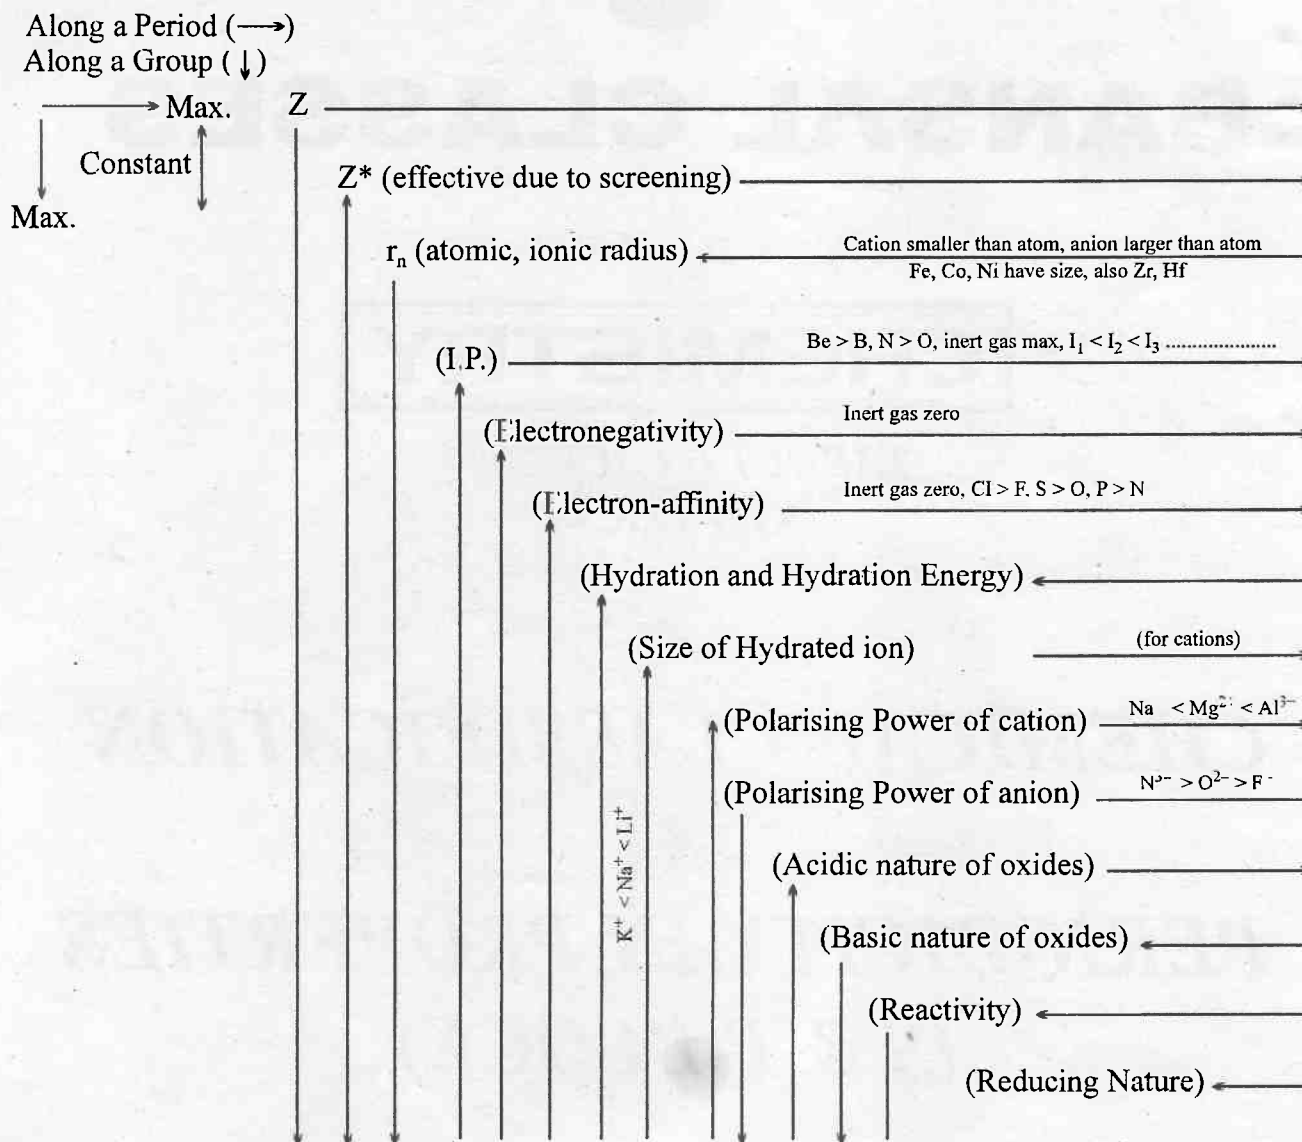 Along a Period (⟶)
Along a Group (↓)
Max. Z
Constant
Max.
Z* (effective due to screening)
rₙ (atomic, ionic radius) Cation smaller than atom, anion larger than atom
Fe, Co, Ni have size, also Zr, Hf
(I.P.) Be > B, N > O, inert gas max, I₁ < I₂ < I₃ ......................
(Electronegativity) Inert gas zero
(Electron-affinity) Inert gas zero, Cl > F, S > O, P > N
(Hydration and Hydration Energy)
(Size of Hydrated ion) (for cations)
(Polarising Power of cation) Na < Mg²⁺ < Al³⁻
(Polarising Power of anion) N³⁻ > O²⁻ > F⁻
K⁺ < Na⁺ < Li⁺
(Acidic nature of oxides)
(Basic nature of oxides)
(Reactivity)
(Reducing Nature)